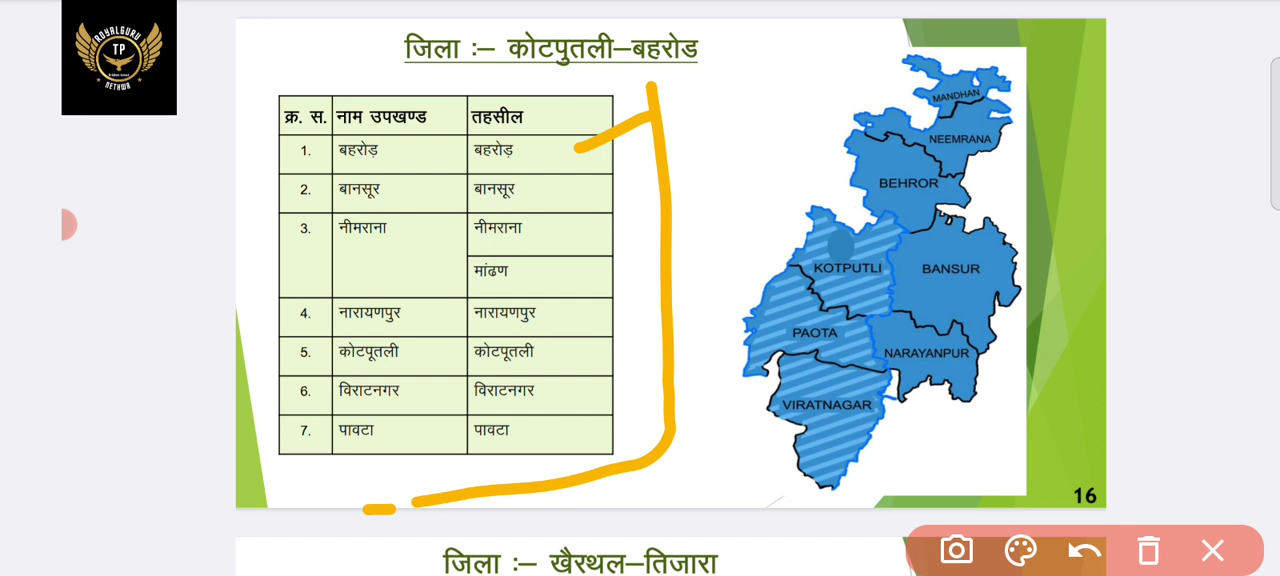 ROYALGURU
TP
NETHWA
जिला :– कोटपुतली–बहरोड
क्र. स. नाम उपखण्ड तहसील
1. बहरोड़ बहरोड़
2. बानसूर बानसूर
3. नीमराना नीमराना
मांढण
4. नारायणपुर नारायणपुर
5. कोटपूतली कोटपूतली
6. विराटनगर विराटनगर
7. पावटा पावटा
MANDHAN
NEEMRANA
BEHROR
KOTPUTLI
BANSUR
PAOTA
NARAYANPUR
VIRATNAGAR
16
जिला :– खैरथल–तिजारा